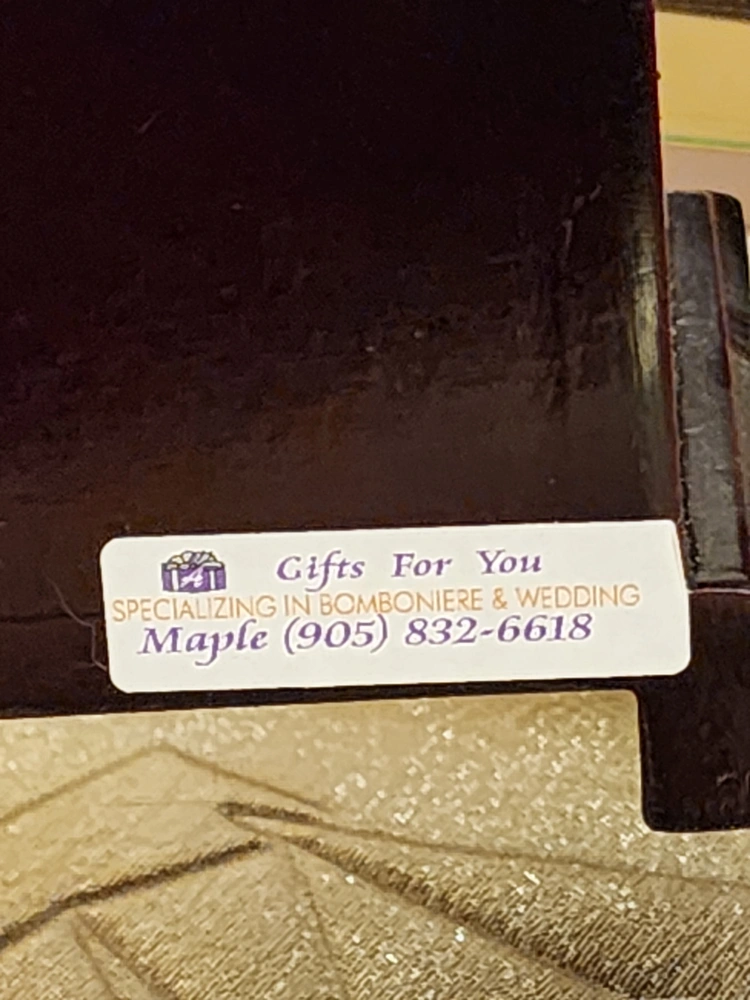 Gifts For You
SPECIALIZING IN BOMBONIERE & WEDDING
Maple (905) 832-6618